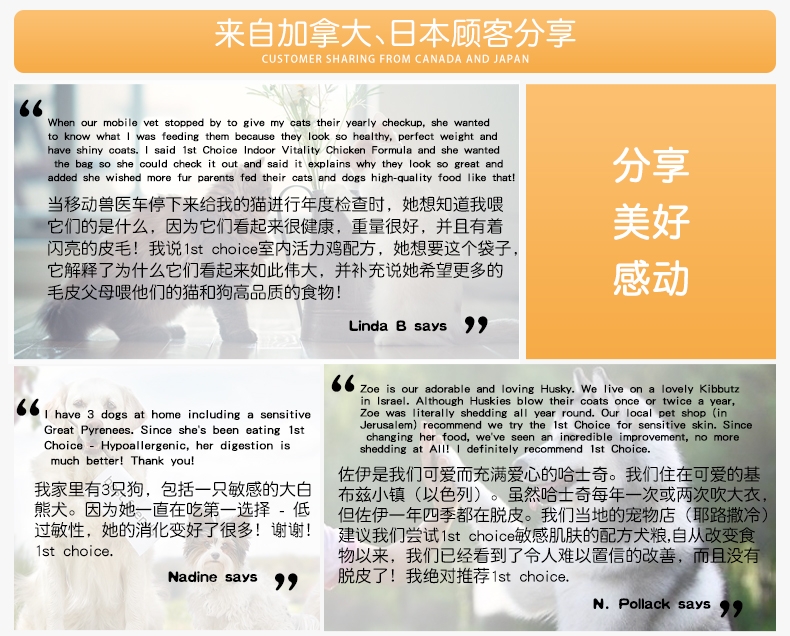 来自加拿大、日本顾客分享
CUSTOMER SHARING FROM CANADA AND JAPAN
When our mobile vet stopped by to give my cats their yearly checkup, she wanted
to know what I was feeding them because they look so healthy, perfect weight and
have shiny coats. I said 1st Choice Indoor Vitality Chicken Formula and she wanted
the bag so she could check it out and said it explains why they look so great and
added she wished more fur parents fed their cats and dogs high-quality food like that!
当移动兽医车停下来给我的猫进行年度检查时，她想知道我喂
它们的是什么，因为它们看起来很健康，重量很好，并且有着
闪亮的皮毛！我说1st choice室内活力鸡配方，她想要这个袋子，
它解释了为什么它们看起来如此伟大，并补充说她希望更多的
毛皮父母喂他们的猫和狗高品质的食物！
Linda B says
分享
美好
感动
I have 3 dogs at home including a sensitive
Great Pyrenees. Since she's been eating 1st
Choice - Hypoallergenic, her digestion is
much better! Thank you!
我家里有3只狗，包括一只敏感的大白
熊犬。因为她一直在吃第一选择 - 低
过敏性，她的消化变好了很多！谢谢！
1st choice.
Nadine says
Zoe is our adorable and loving Husky. We live on a lovely Kibbutz
in Israel. Although Huskies blow their coats once or twice a year,
Zoe was literally shedding all year round. Our local pet shop (in
Jerusalem) recommend we try the 1st Choice for sensitive skin. Since
changing her food, we've seen an incredible improvement, no more
shedding at All! I definitely recommend 1st Choice.
佐伊是我们可爱而充满爱心的哈士奇。我们住在可爱的基
布兹小镇（以色列）。虽然哈士奇每年一次或两次吹大衣，
但佐伊一年四季都在脱皮。我们当地的宠物店（耶路撒冷）
建议我们尝试1st choice敏感肌肤的配方犬粮,自从改变食
物以来，我们已经看到了令人难以置信的改善，而且没有
脱皮了！我绝对推荐1st choice.
N. Pollack says